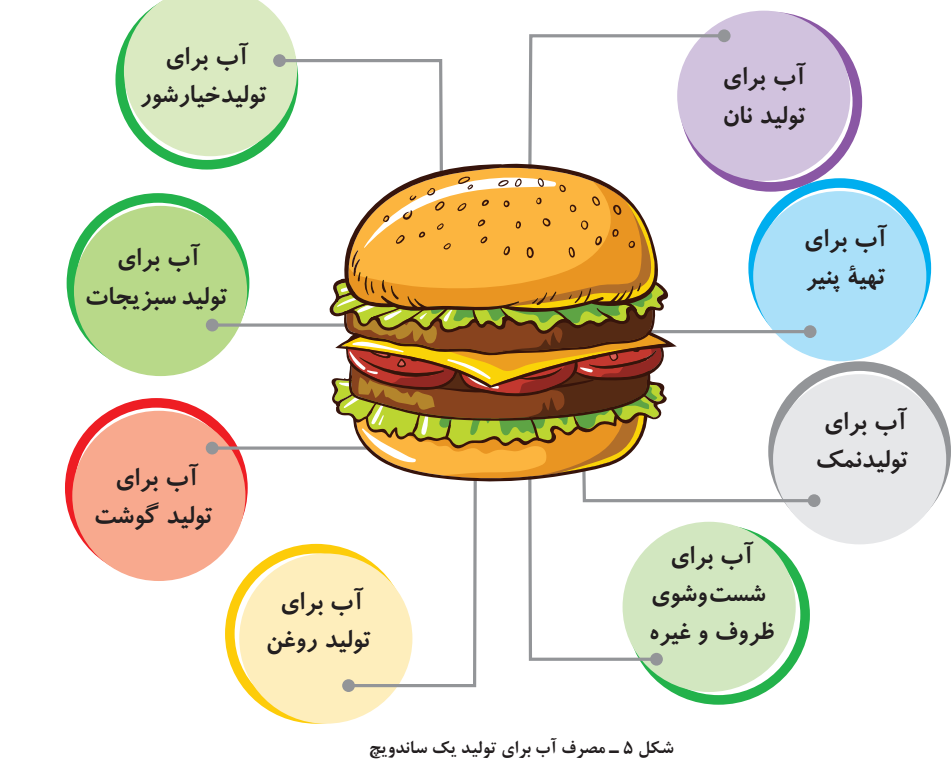 آب برای
تولید نان
آب برای
تهیهٔ پنیر
آب برای
تولیدنمک
آب برای
شست‌وشوی
ظروف و غیره
آب برای
تولیدخیارشور
آب برای
تولید سبزیجات
آب برای
تولید گوشت
آب برای
تولید روغن
شکل ۵ ــ مصرف آب برای تولید یک ساندویچ